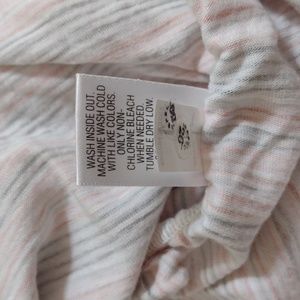 WASH INSIDE OUT.
MACHINE WASH COLD
WITH LIKE COLORS.
ONLY NON-
CHLORINE BLEACH
WHEN NEEDED.
TUMBLE DRY LOW.